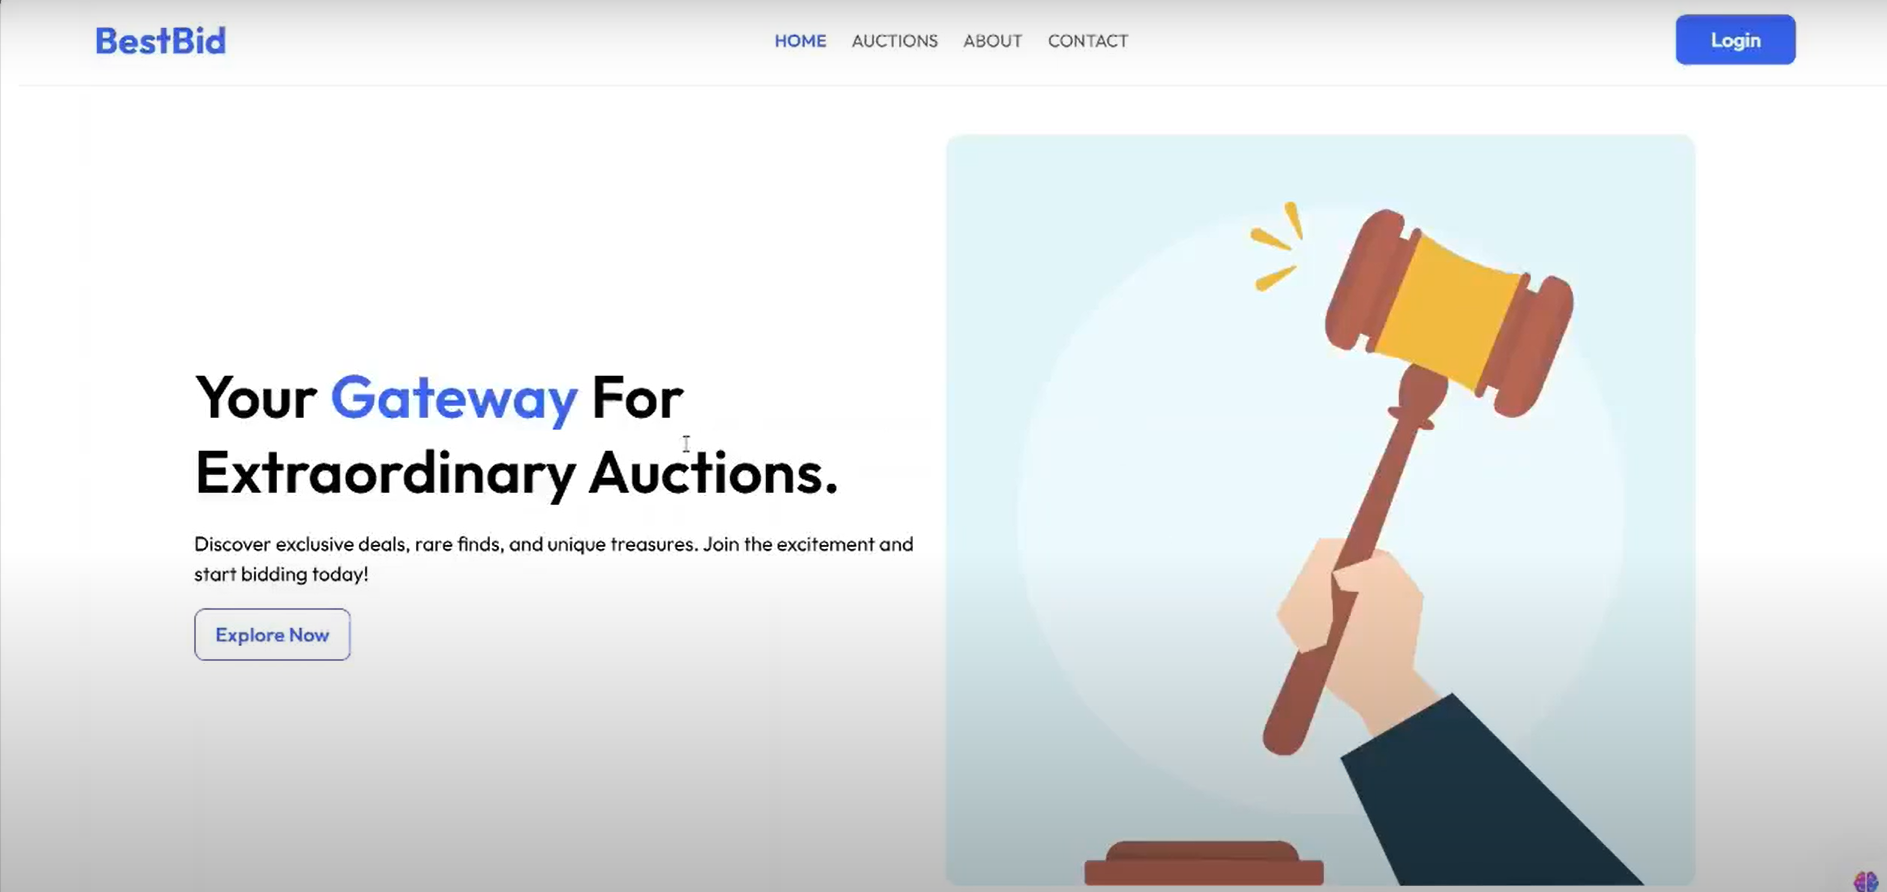 BestBid
HOME AUCTIONS ABOUT CONTACT
Login
Your Gateway For
Extraordinary Auctions.
Discover exclusive deals, rare finds, and unique treasures. Join the excitement and
start bidding today!
Explore Now